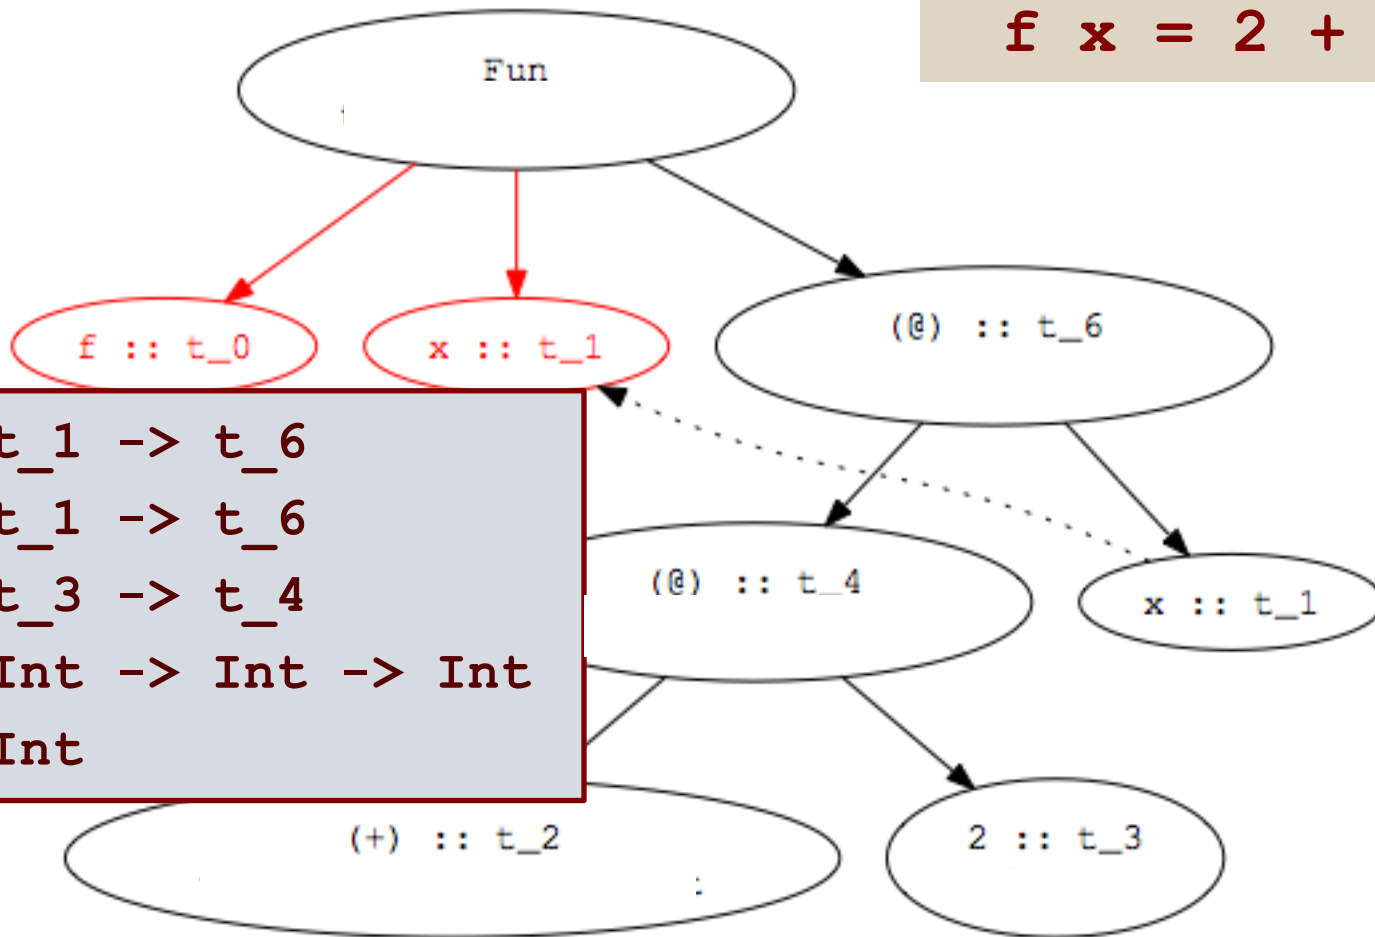 f x = 2 +
Fun
f :: t_0
x :: t_1
(@) :: t_6
t_1 -> t_6
t_1 -> t_6
t_3 -> t_4
Int -> Int -> Int
Int
(@) :: t_4
x :: t_1
(+) :: t_2
2 :: t_3